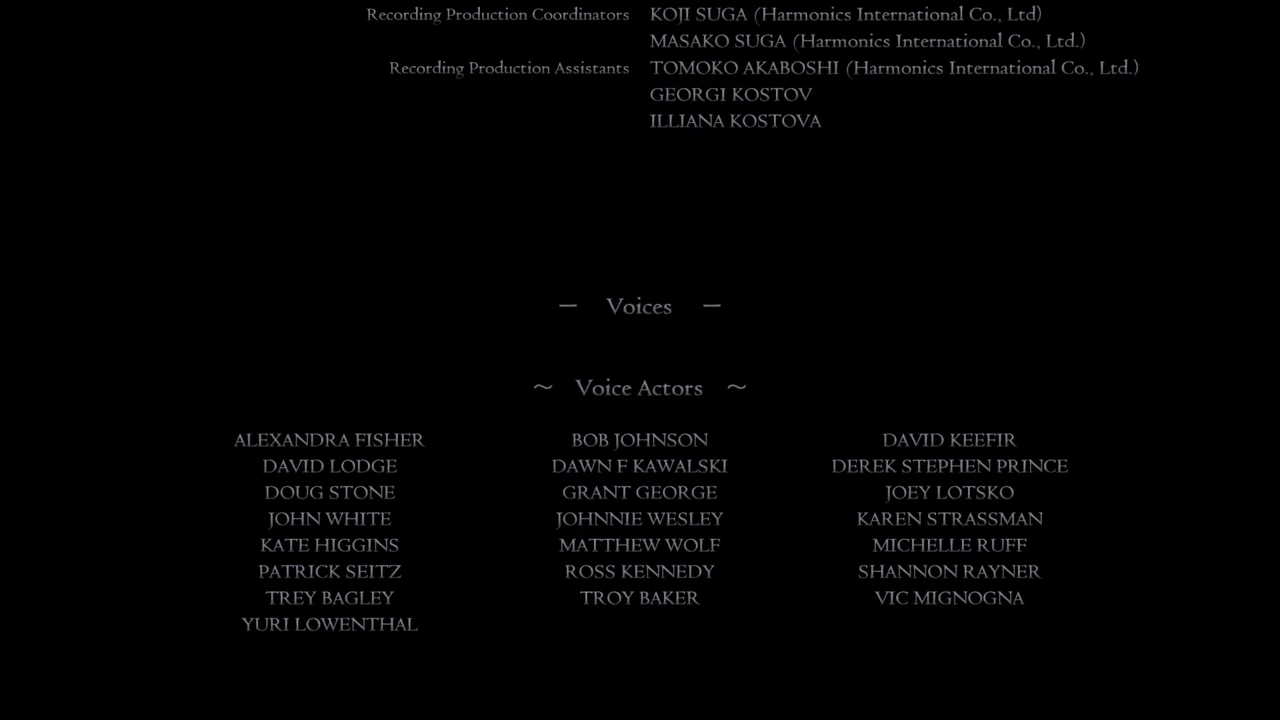 Recording Production Coordinators KOJI SUGA (Harmonics International Co., Ltd)
MASAKO SUGA (Harmonics International Co., Ltd.)
Recording Production Assistants TOMOKO AKABOSHI (Harmonics International Co., Ltd.)
GEORGI KOSTOV
ILLIANA KOSTOVA
— Voices —
~ Voice Actors ~
ALEXANDRA FISHER BOB JOHNSON DAVID KEEFIR
DAVID LODGE DAWN F KAWALSKI DEREK STEPHEN PRINCE
DOUG STONE GRANT GEORGE JOEY LOTSKO
JOHN WHITE JOHNNIE WESLEY KAREN STRASSMAN
KATE HIGGINS MATTHEW WOLF MICHELLE RUFF
PATRICK SEITZ ROSS KENNEDY SHANNON RAYNER
TREY BAGLEY TROY BAKER VIC MIGNOGNA
YURI LOWENTHAL